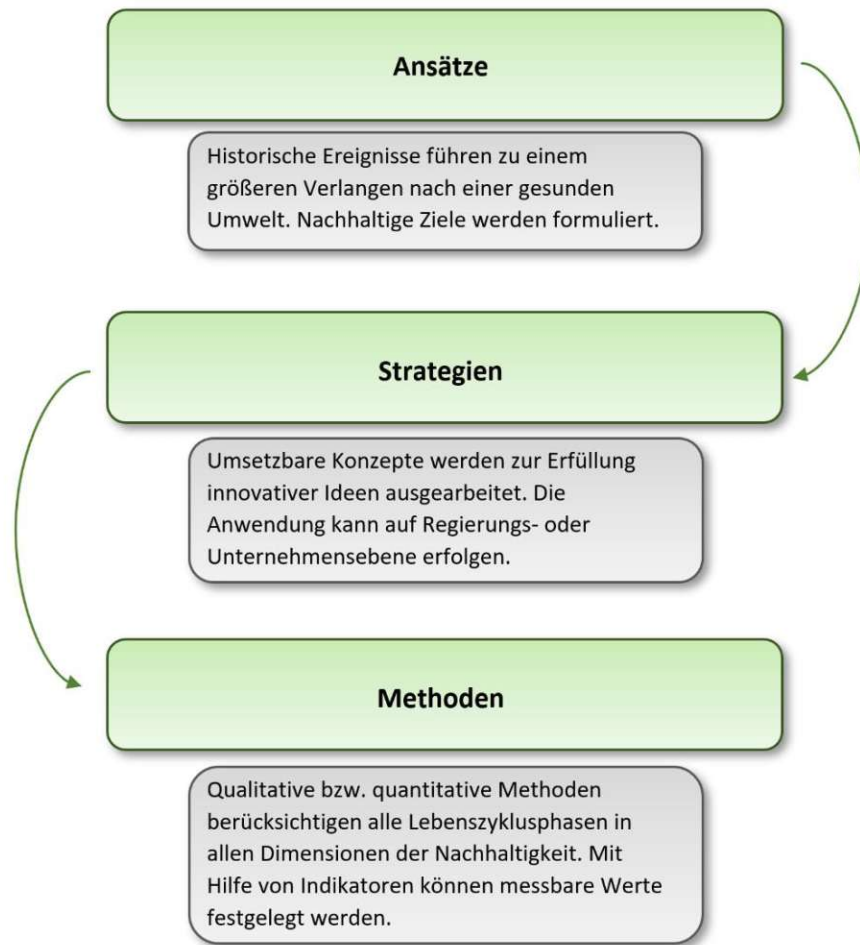 Ansätze
Historische Ereignisse führen zu einem
größeren Verlangen nach einer gesunden
Umwelt. Nachhaltige Ziele werden formuliert.
Strategien
Umsetzbare Konzepte werden zur Erfüllung
innovativer Ideen ausgearbeitet. Die
Anwendung kann auf Regierungs- oder
Unternehmensebene erfolgen.
Methoden
Qualitative bzw. quantitative Methoden
berücksichtigen alle Lebenszyklusphasen in
allen Dimensionen der Nachhaltigkeit. Mit
Hilfe von Indikatoren können messbare Werte
festgelegt werden.